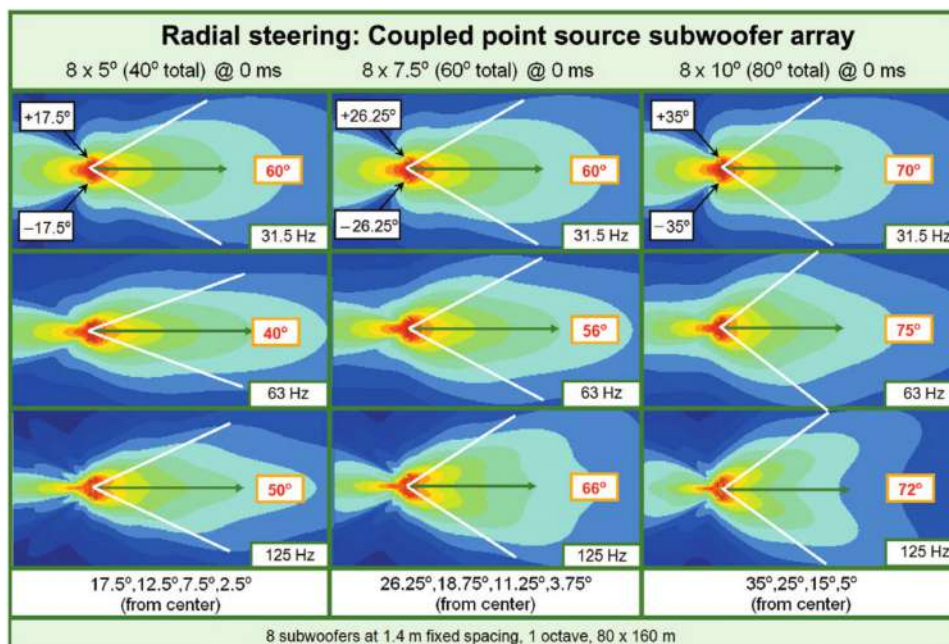 Radial steering: Coupled point source subwoofer array
8 x 5º (40º total) @ 0 ms
8 x 7.5º (60º total) @ 0 ms
8 x 10º (80º total) @ 0 ms
+17.5º
60º
–17.5º
31.5 Hz
+26.25º
60º
–26.25º
31.5 Hz
+35º
70º
–35º
31.5 Hz
40º
63 Hz
56º
63 Hz
75º
63 Hz
50º
125 Hz
66º
125 Hz
72º
125 Hz
17.5º,12.5º,7.5º,2.5º
(from center)
26.25º,18.75º,11.25º,3.75º
(from center)
35º,25º,15º,5º
(from center)
8 subwoofers at 1.4 m fixed spacing, 1 octave, 80 x 160 m